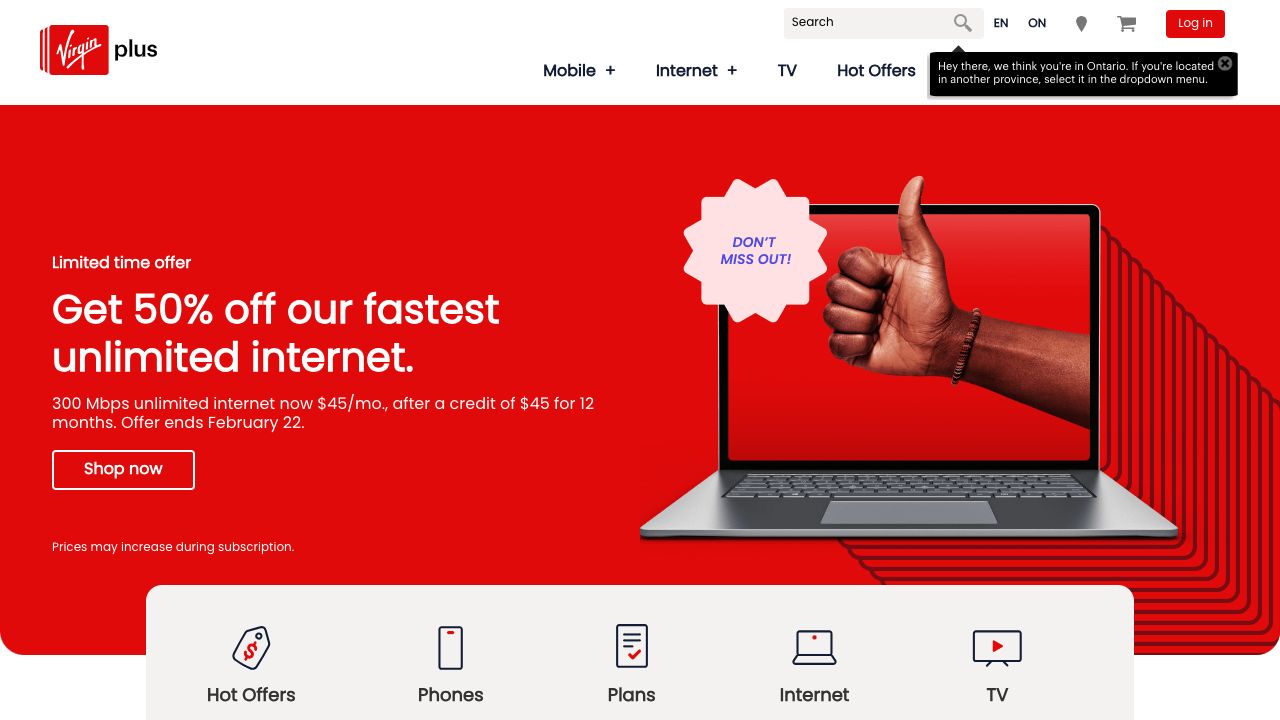 Search
EN
ON
Log in
Virgin plus
Mobile +
Internet +
TV
Hot Offers
Hey there, we think you're in Ontario. If you're located
in another province, select it in the dropdown menu.
DON'T
MISS OUT!
Limited time offer
Get 50% off our fastest
unlimited internet.
300 Mbps unlimited internet now $45/mo., after a credit of $45 for 12
months. Offer ends February 22.
Shop now
Prices may increase during subscription.
Hot Offers
Phones
Plans
Internet
TV